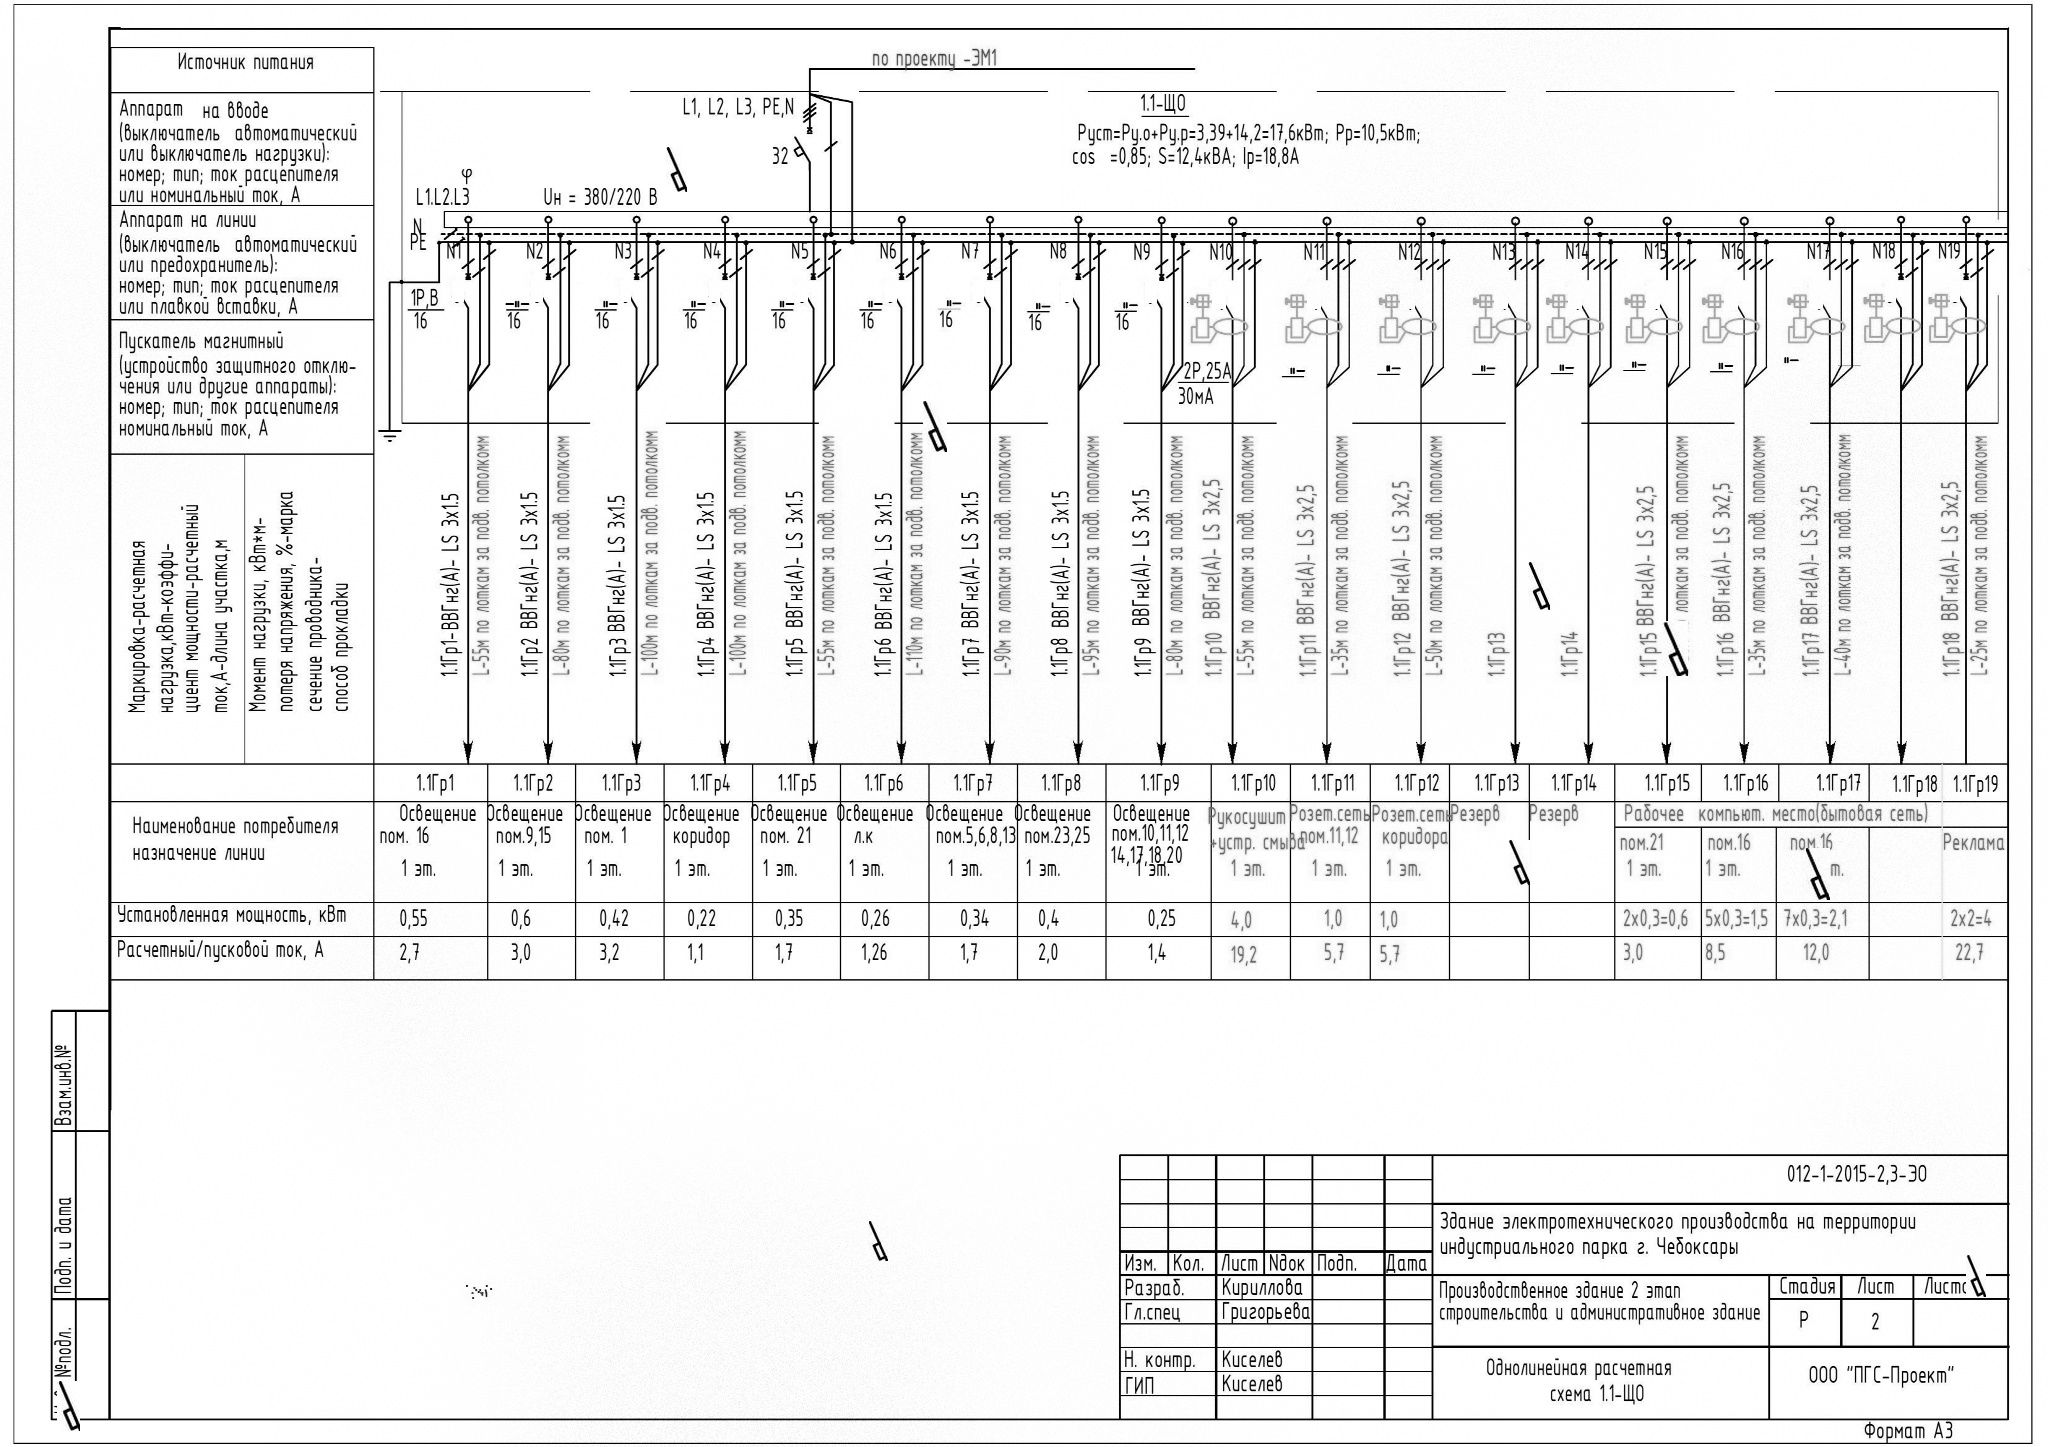 Источник питания
Аппарат на вводе
(выключатель автоматический
или выключатель нагрузки):
номер; тип; ток расцепителя
или номинальный ток, А
Аппарат на линии
(выключатель автоматический
или предохранитель):
номер; тип; ток расцепителя
или плавкой вставки, А
Пускатель магнитный
(устройство защитного отклю-
чения или другие аппараты):
номер; тип; ток расцепителя
номинальный ток, А
Маркировка-расчетная
нагрузка,кВт-коэффи-
циент мощности-расчетный
ток,А-длина участка,м
Момент нагрузки, кВт*м-
потеря напряжения, %-марка
сечение проводника-
способ прокладки
по проекту -ЭМ1
L1, L2, L3, PE,N
32
1.1-ЩО
Руст=Ру.о+Ру.р=3,39+14,2=17,6кВт; Рр=10,5кВт;
cos =0,85; S=12,4кВА; Iр=18,8А
φ
L1.L2.L3
Uн = 380/220 В
N
PE
N1 N2 N3 N4 N5 N6 N7 N8 N9 N10 N11 N12 N13 N14 N15 N16 N17 N18 N19
1Р,В
16
-"- 16
-"- 16
-"- 16
-"- 16
-"- 16
-"- 16
-"- 16
-"- 16
2Р,25А
30мА
"- "- "- "- "- "- "-
1.1Гр1-ВВГнг(А)- LS 3х1.5
L-55м по лоткам за подв. потолкомм
1.1Гр2 ВВГнг(А)- LS 3х1.5
L-80м по лоткам за подв. потолкомм
1.1Гр3 ВВГнг(А)- LS 3х1.5
L-100м по лоткам за подв. потолкомм
1.1Гр4 ВВГнг(А)- LS 3х1.5
L-100м по лоткам за подв. потолкомм
1.1Гр5 ВВГнг(А)- LS 3х1.5
L-55м по лоткам за подв. потолкомм
1.1Гр6 ВВГнг(А)- LS 3х1.5
L-110м по лоткам за подв. потолкомм
1.1Гр7 ВВГнг(А)- LS 3х1.5
L-90м по лоткам за подв. потолкомм
1.1Гр8 ВВГнг(А)- LS 3х1.5
L-95м по лоткам за подв. потолкомм
1.1Гр9 ВВГнг(А)- LS 3х1.5
L-80м по лоткам за подв. потолкомм
1.1Гр10 ВВГнг(А)- LS 3х2,5
L-55м по лоткам за подв. потолкомм
1.1Гр11 ВВГнг(А)- LS 3х2,5
L-35м по лоткам за подв. потолкомм
1.1Гр12 ВВГнг(А)- LS 3х2,5
L-50м по лоткам за подв. потолкомм
1.1Гр13
1.1Гр14
1.1Гр15 ВВГнг(А)- LS 3х2,5
лоткам за подв. потолкомм
1.1Гр16 ВВГнг(А)- LS 3х2,5
L-35м по лоткам за подв. потолкомм
1.1Гр17 ВВГнг(А)- LS 3х2,5
L-40м по лоткам за подв. потолкомм
1.1Гр18 ВВГнг(А)- LS 3х2,5
L-25м по лоткам за подв. потолкомм
1.1Гр1 1.1Гр2 1.1Гр3 1.1Гр4 1.1Гр5 1.1Гр6 1.1Гр7 1.1Гр8 1.1Гр9 1.1Гр10 1.1Гр11 1.1Гр12 1.1Гр13 1.1Гр14 1.1Гр15 1.1Гр16 1.1Гр17 1.1Гр18 1.1Гр19
Наименование потребителя
назначение линии
Освещение
пом. 16
1 эт.
Освещение
пом.9,15
1 эт.
Освещение
пом. 1
1 эт.
Освещение
коридор
1 эт.
Освещение
пом. 21
1 эт.
Освещение
л.к
1 эт.
Освещение
пом.5,6,8,13
1 эт.
Освещение
пом.23,25
1 эт.
Освещение
пом.10,11,12
14,17,18,20
1 эт.
Рукосушит
+устр. смыва
1 эт.
Розет.сеть
пом.11,12
1 эт.
Розет.сеть
коридора
1 эт.
Резерв
Резерв
Рабочее компьют. место(бытовая сеть)
пом.21
1 эт.
пом.16
1 эт.
пом.16
т.
Реклама
Установленная мощность, кВт 0,55 0,6 0,42 0,22 0,35 0,26 0,34 0,4 0,25 4,0 1,0 1,0 2х0,3=0,6 5х0,3=1,5 7х0,3=2,1 2х2=4
Расчетный/пусковой ток, А 2,7 3,0 3,2 1,1 1,7 1,26 1,7 2,0 1,4 19,2 5,7 5,7 3,0 8,5 12,0 22,7
Взам.инв.№
Подп. и дата
№подл.
012-1-2015-2,3-ЭО
Здание электротехнического производства на территории
индустриального парка г. Чебоксары
Изм. Кол. Лист Nдок Подп. Дата
Разраб. Кириллова
Гл.спец Григорьева
Н. контр. Киселев
ГИП Киселев
Производственное здание 2 этап
строительства и административное здание
Стадия Лист Листо
Р 2
Однолинейная расчетная
схема 1.1-ЩО
ООО "ПГС-Проект"
Формат А3